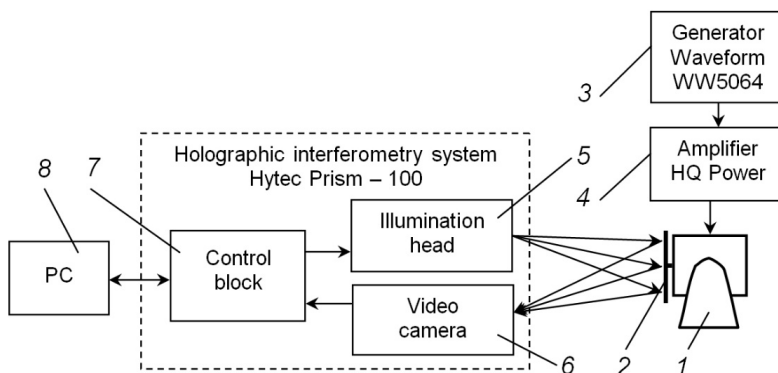 Generator
Waveform
WW5064
3
Holographic interferometry system
Hytec Prism – 100
5
Amplifier
HQ Power
4
7
8
Illumination
head
PC
Control
block
Video
camera
6
2
1